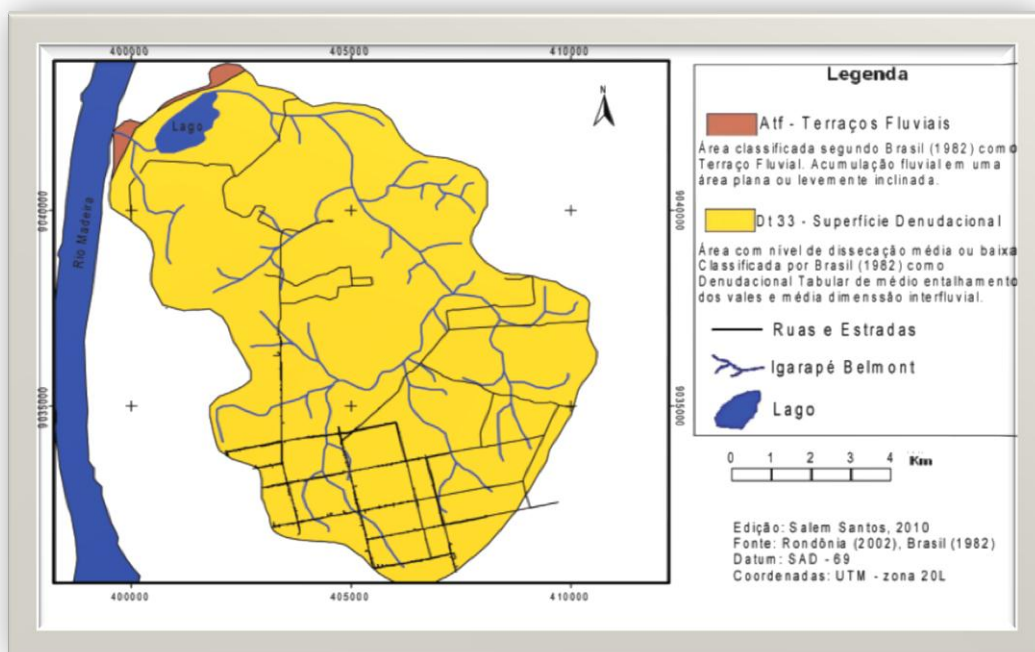 400000 405000 410000
N
Lago
Rio Madeira
9040000 9040000
9035000 9035000
400000 405000 410000
Legenda
Atf - Terraços Fluviais
Área classificada segundo Brasil (1982) como
Terraço Fluvial. Acumulação fluvial em uma
área plana ou levemente inclinada.
Dt 33 - Superfície Denudacional
Área com nível de dissecação média ou baixa
Classificada por Brasil (1982) como
Denudacional Tabular de médio entalhamento
dos vales e média dimenssão interfluvial.
Ruas e Estradas
Igarapé Belmont
Lago
0 1 2 3 4 Km
Edição: Salem Santos, 2010
Fonte: Rondônia (2002), Brasil (1982)
Datum: SAD - 69
Coordenadas: UTM - zona 20L